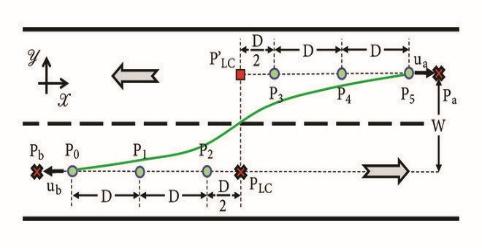 D/2 D D
𝒴 P'LC ua
𝒳 P3 P4 P5 Pa
W
Pb P0 P1 P2
ub PLC
D D D/2